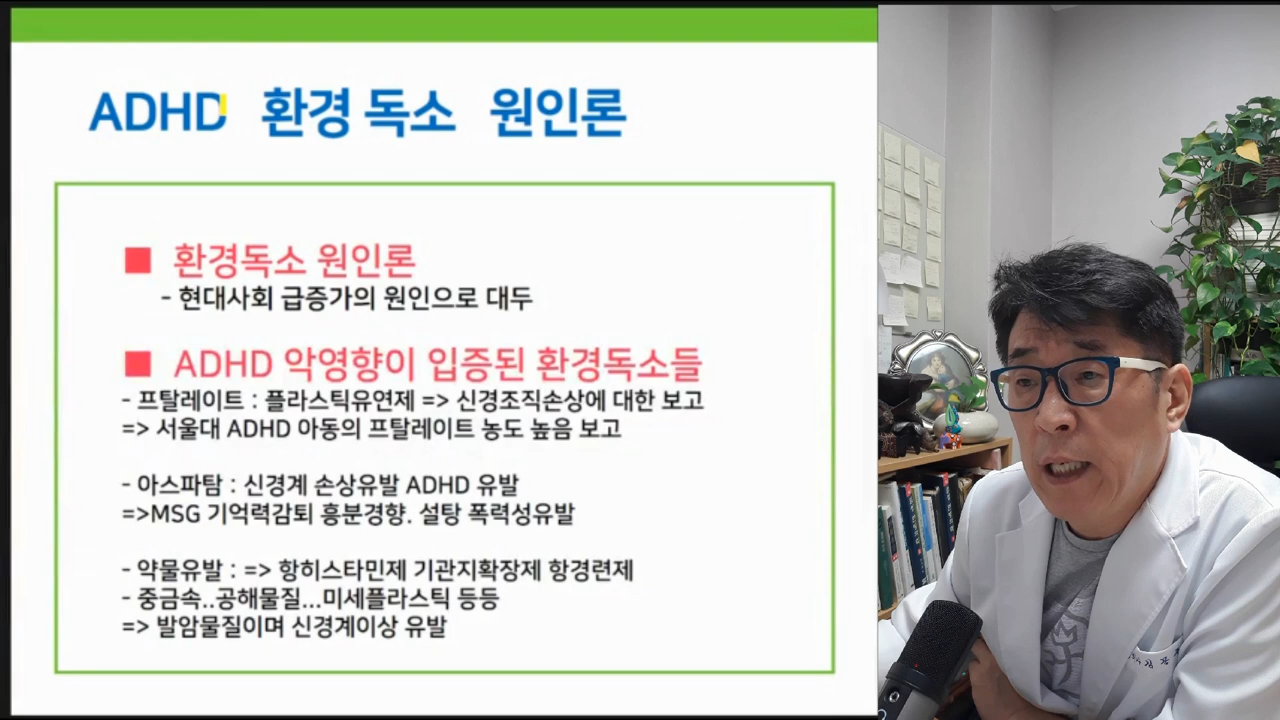 ADHD 환경 독소 원인론
■ 환경독소 원인론
- 현대사회 급증가의 원인으로 대두
■ ADHD 악영향이 입증된 환경독소들
- 프탈레이트 : 플라스틱유연제 => 신경조직손상에 대한 보고
=> 서울대 ADHD 아동의 프탈레이트 농도 높음 보고
- 아스파탐 : 신경계 손상유발 ADHD 유발
=>MSG 기억력감퇴 흥분경향. 설탕 폭력성유발
- 약물유발 : => 항히스타민제 기관지확장제 항경련제
- 중금속..공해물질...미세플라스틱 등등
=> 발암물질이며 신경계이상 유발